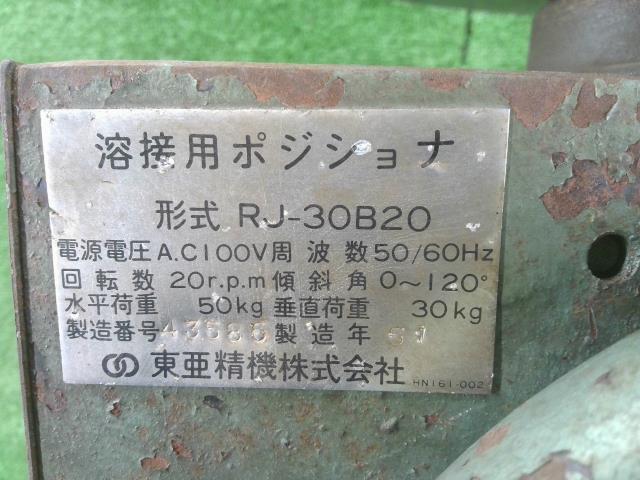 溶接用ポジショナ
形式 RJ-30B20
電源電圧 A.C100V 周波数 50/60Hz
回転数 20r.p.m 傾斜角 0～120°
水平荷重 50kg 垂直荷重 30kg
製造番号 製造年 61
東亜精機株式会社
HN161-002